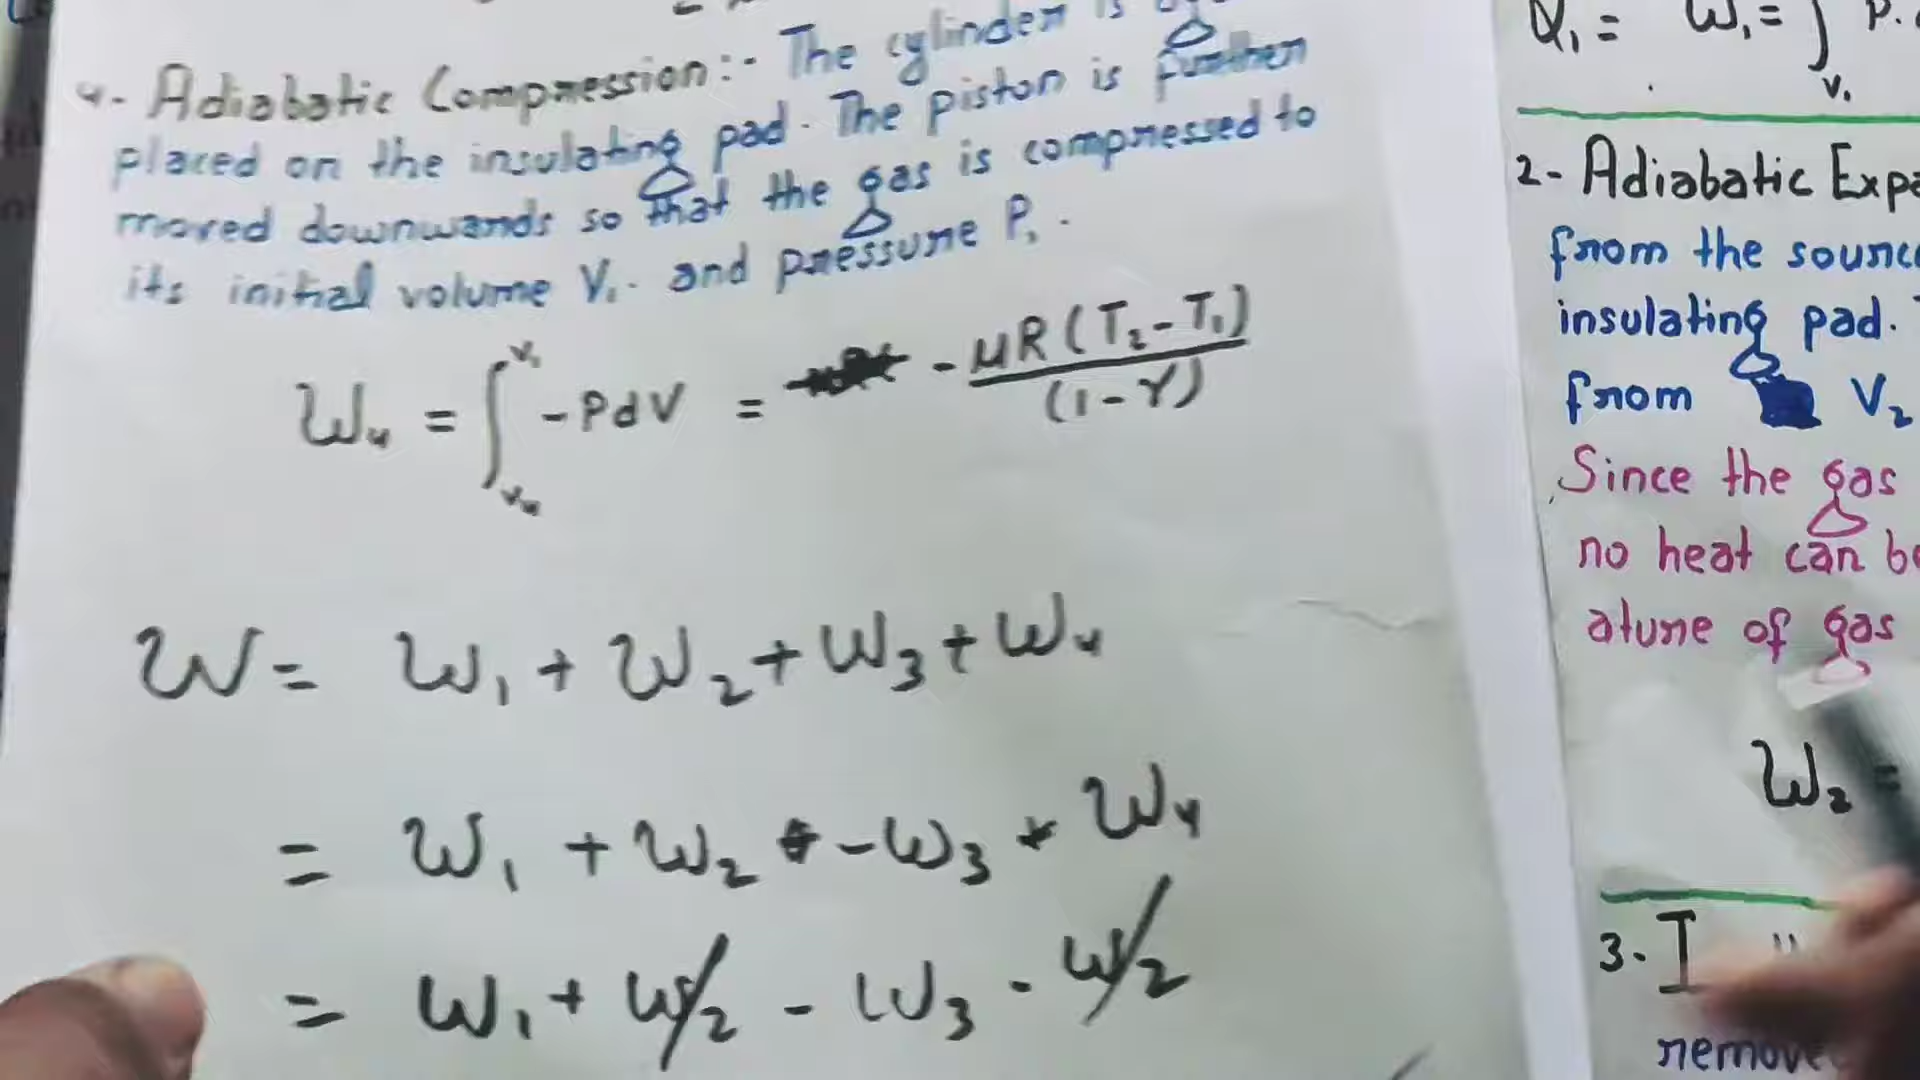 4- Adiabatic Compression:- The cylinder is
placed on the insulating pad. The piston is further
moved downwards so that the gas is compressed to
its initial volume V₁. and pressure P₁.
W₄ = ∫ -PdV = - μR(T₂-T₁) / (1-γ)
W = W₁ + W₂ + W₃ + W₄
= W₁ + W₂ - W₃ + W₄
= W₁ + W₂ - W₃ - W₂
Q₁ = W₁ = ∫ P.
V₁
2- Adiabatic
from the
insulating pad.
from V₂
Since the gas
no heat can
ature of gas
W₂ =
3-